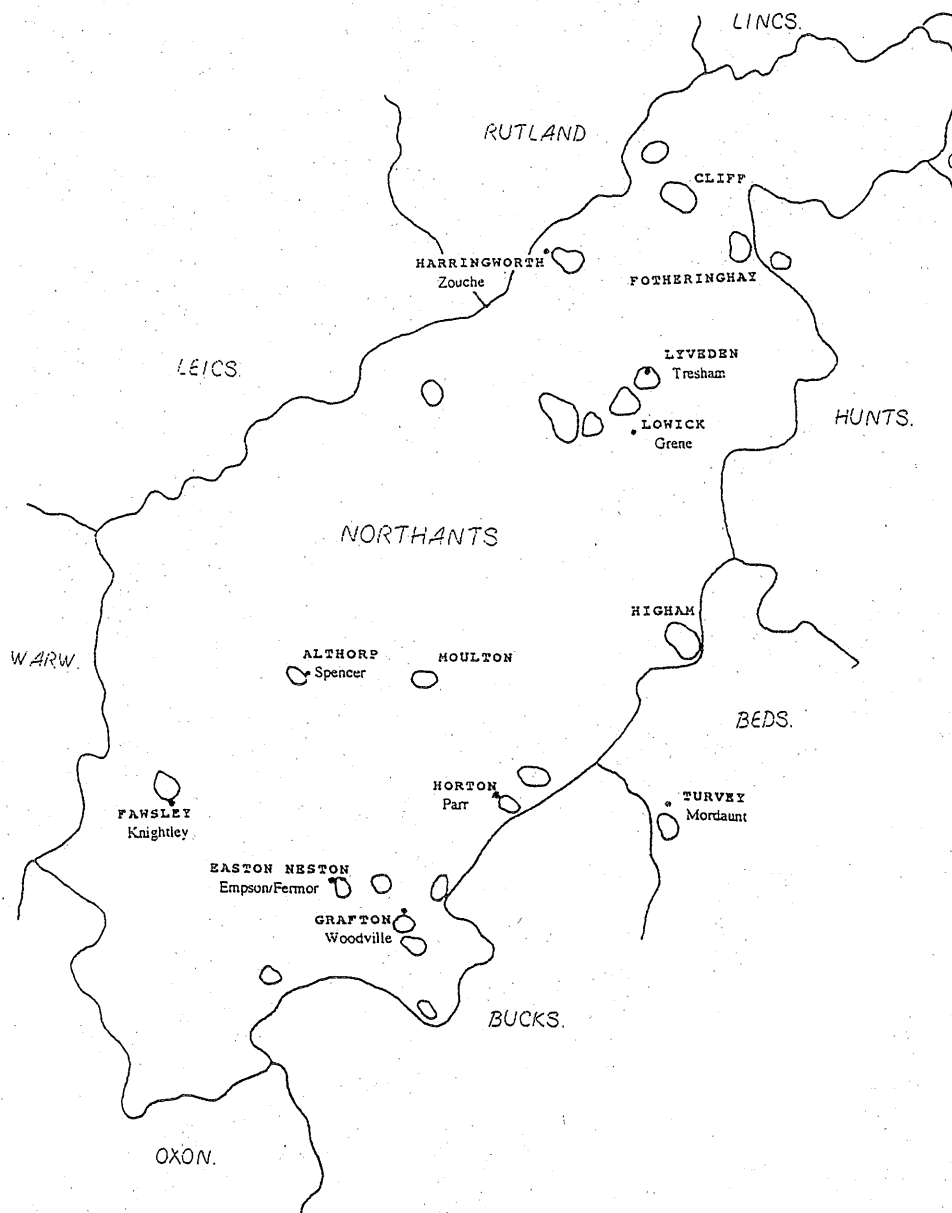 LINCS.
RUTLAND
CLIFF
HARRINGWORTH
Zouche
FOTHERINGHAY
LEICS.
LYVEDEN
Tresham
HUNTS.
LOWICK
Grene
NORTHANTS
HIGHAM
WARW.
ALTHORP
Spencer
MOULTON
BEDS.
HORTON
Parr
TURVEY
Mordaunt
FAWSLEY
Knightley
EASTON NESTON
Empson/Fermor
GRAFTON
Woodville
BUCKS.
OXON.